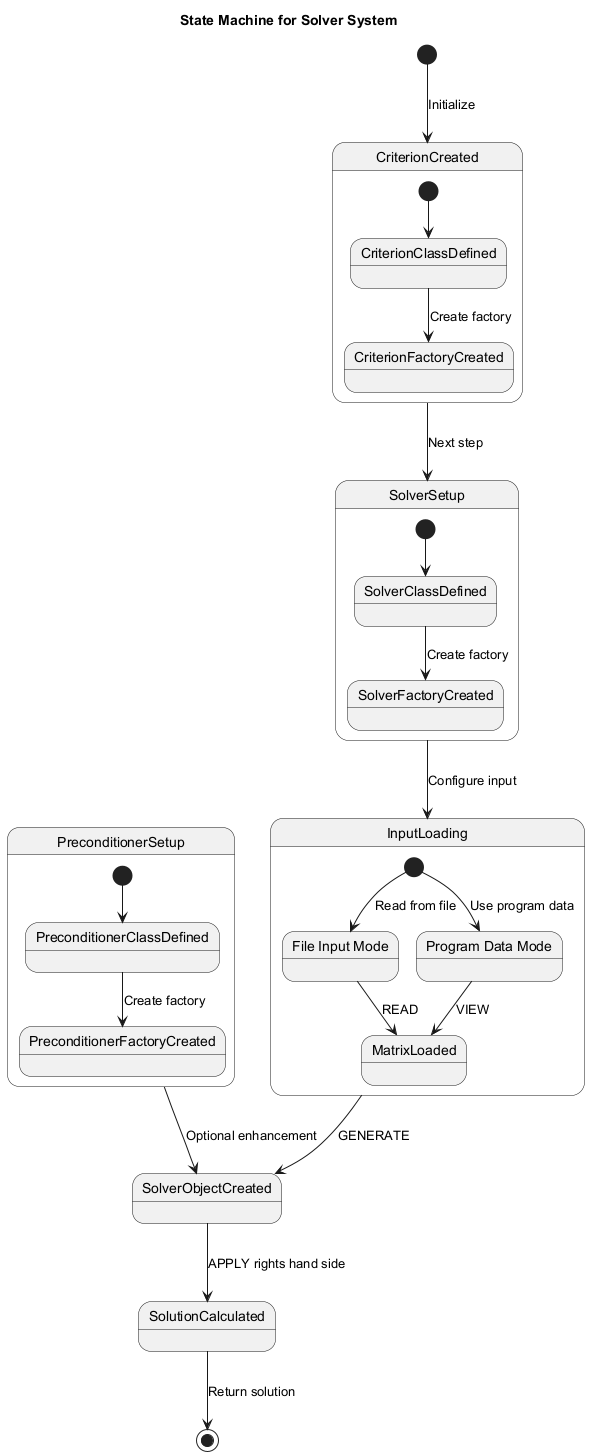 State Machine for Solver System
Initialize
CriterionCreated
CriterionClassDefined
Create factory
CriterionFactoryCreated
Next step
SolverSetup
SolverClassDefined
Create factory
SolverFactoryCreated
Configure input
PreconditionerSetup
PreconditionerClassDefined
Create factory
PreconditionerFactoryCreated
InputLoading
Read from file
Use program data
File Input Mode
Program Data Mode
READ
VIEW
MatrixLoaded
Optional enhancement
GENERATE
SolverObjectCreated
APPLY rights hand side
SolutionCalculated
Return solution